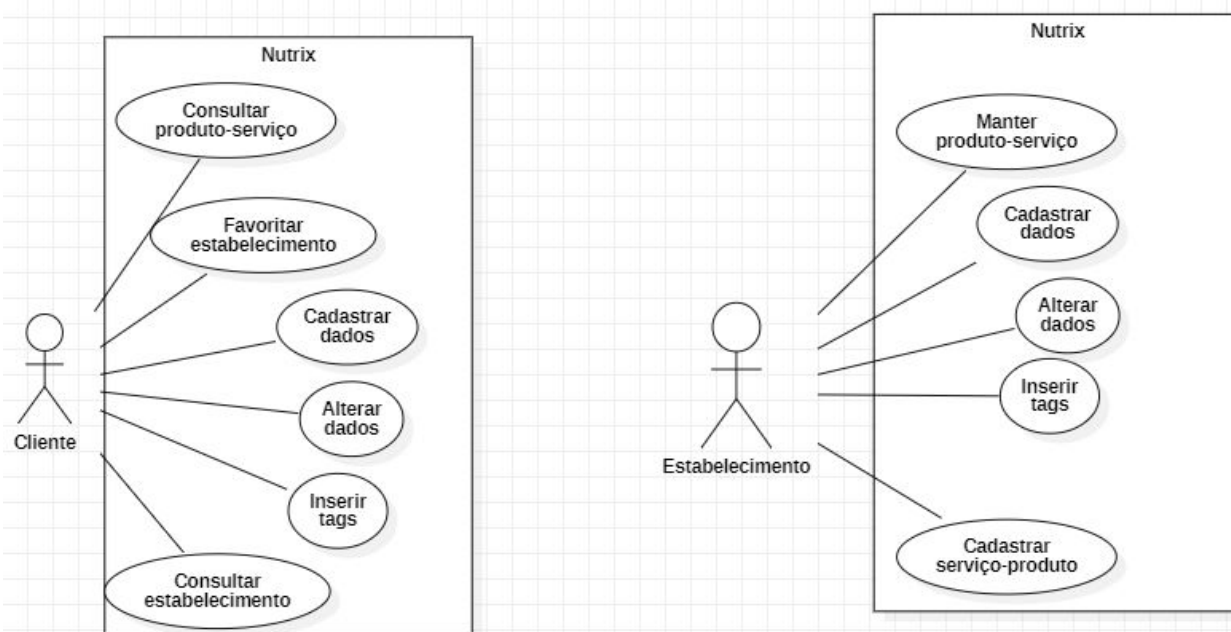 Nutrix
Consultar
produto-serviço
Favoritar
estabelecimento
Cadastrar
dados
Alterar
dados
Inserir
tags
Consultar
estabelecimento
Cliente
Nutrix
Manter
produto-serviço
Cadastrar
dados
Alterar
dados
Inserir
tags
Cadastrar
serviço-produto
Estabelecimento